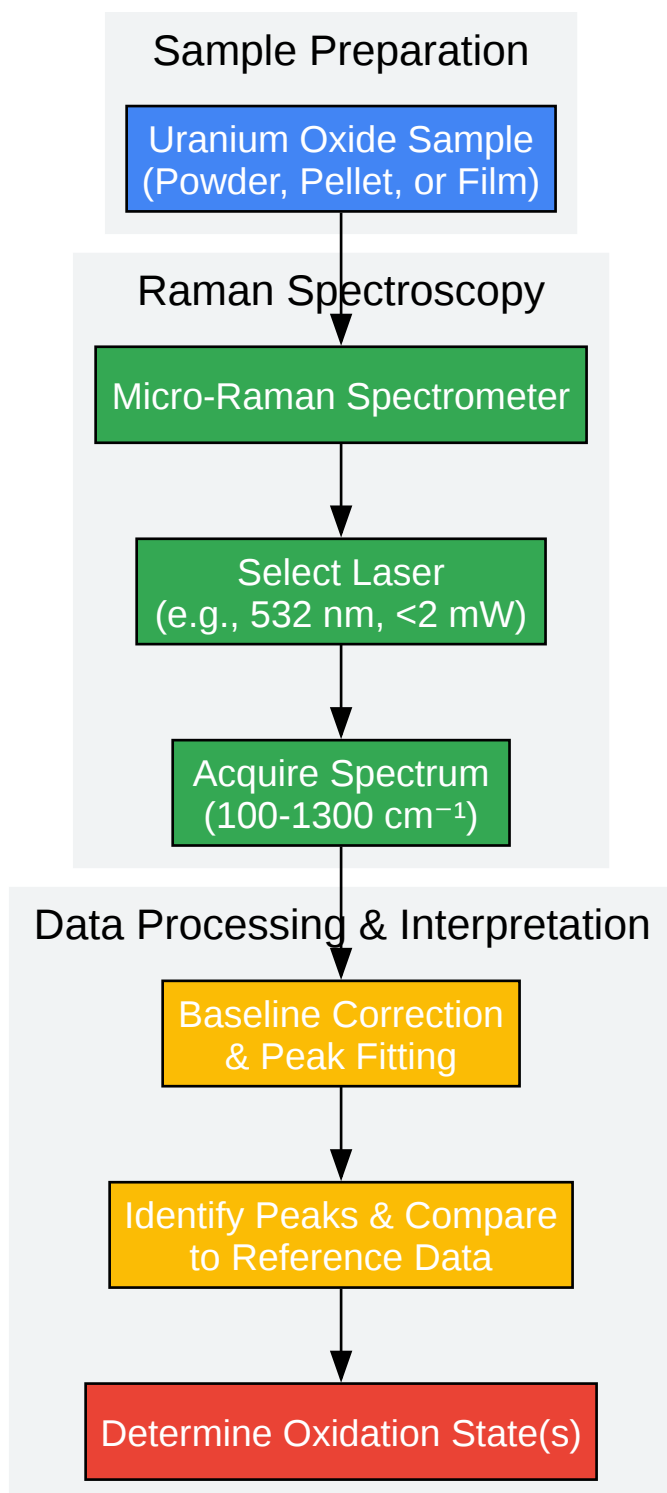 Sample Preparation
Uranium Oxide Sample
(Powder, Pellet, or Film)
Raman Spectroscopy
Micro-Raman Spectrometer
Select Laser
(e.g., 532 nm, <2 mW)
Acquire Spectrum
(100-1300 cm⁻¹)
Data Processing & Interpretation
Baseline Correction
& Peak Fitting
Identify Peaks & Compare
to Reference Data
Determine Oxidation State(s)